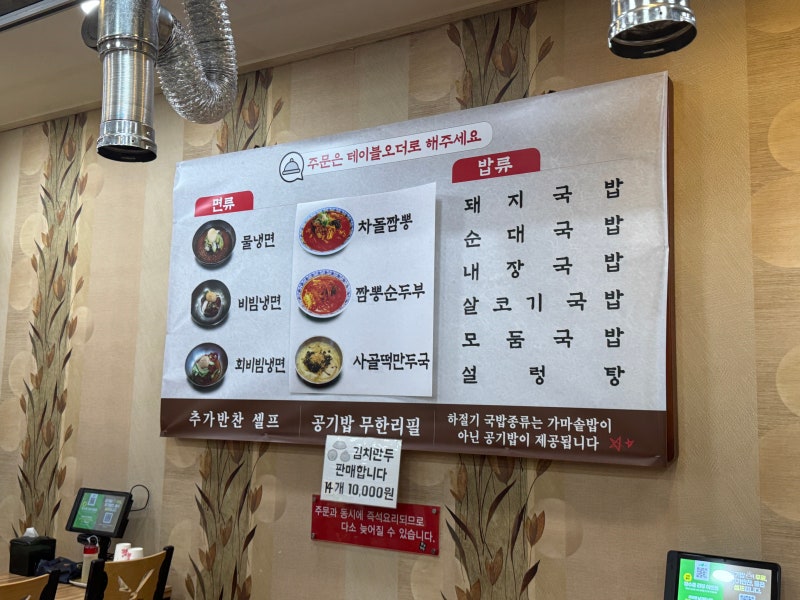 주문은 테이블오더로 해주세요
면류
물냉면
비빔냉면
회비빔냉면
차돌짬뽕
짬뽕순두부
사골떡만두국
밥류
돼지국밥
순대국밥
내장국밥
살코기국밥
모둠국밥
설렁탕
추가반찬 셀프
공기밥 무한리필
하절기 국밥종류는 가마솥밥이
아닌 공기밥이 제공됩니다
김치만두
판매합니다
14개 10,000원
주문과 동시에 즉석요리되므로
다소 늦어질 수 있습니다.